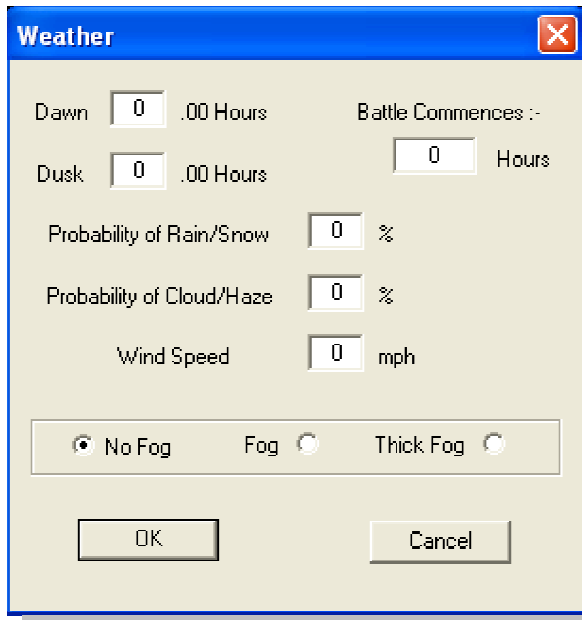 Weather
Dawn 0 .00 Hours
Battle Commences :-
0 Hours
Dusk 0 .00 Hours
Probability of Rain/Snow 0 %
Probability of Cloud/Haze 0 %
Wind Speed 0 mph
No Fog Fog Thick Fog
OK Cancel